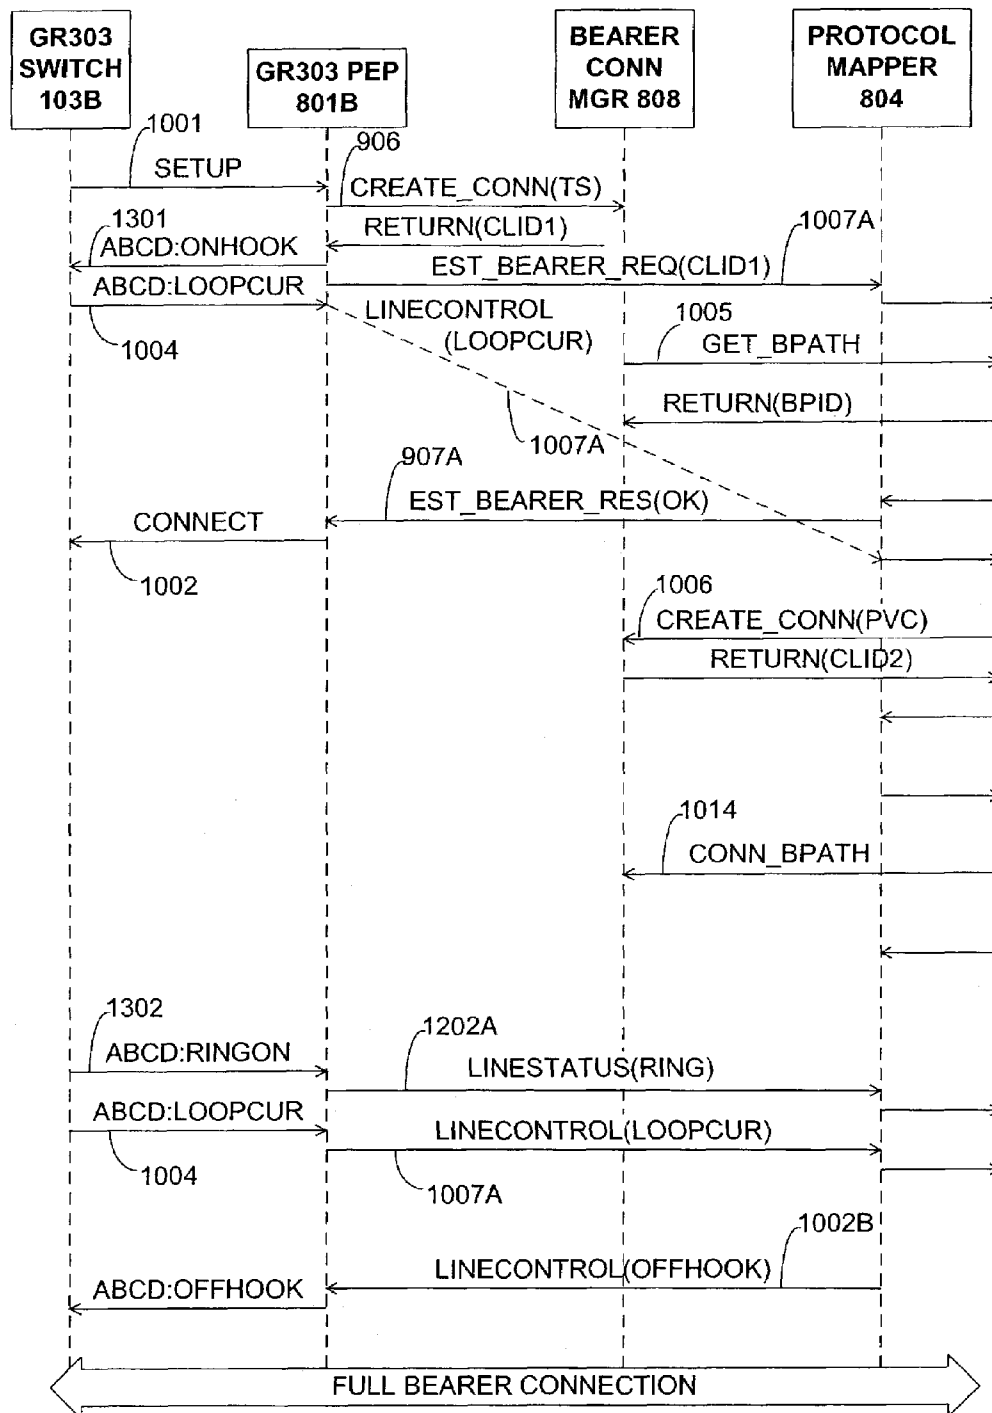 GR303
SWITCH
103B
GR303 PEP
801B
BEARER
CONN
MGR 808
PROTOCOL
MAPPER
804
1001
SETUP
906
CREATE_CONN(TS)
1301
RETURN(CLID1)
1007A
ABCD:ONHOOK
EST_BEARER_REQ(CLID1)
ABCD:LOOPCUR
LINECONTROL
(LOOPCUR)
1004
1005
GET_BPATH
RETURN(BPID)
1007A
907A
EST_BEARER_RES(OK)
CONNECT
1002
1006
CREATE_CONN(PVC)
RETURN(CLID2)
1014
CONN_BPATH
1302
ABCD:RINGON
1202A
LINESTATUS(RING)
ABCD:LOOPCUR
LINECONTROL(LOOPCUR)
1004
1007A
1002B
LINECONTROL(OFFHOOK)
ABCD:OFFHOOK
FULL BEARER CONNECTION